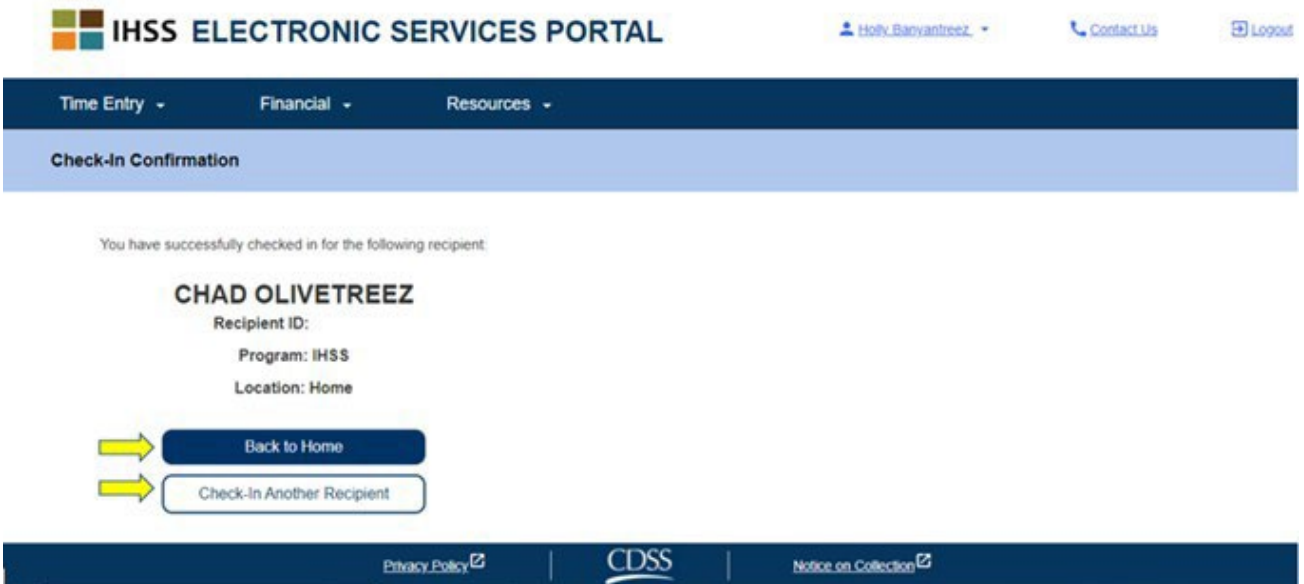 IHSS ELECTRONIC SERVICES PORTAL
Holly Banyantreez
Contact Us
Logout
Time Entry
Financial
Resources
Check-In Confirmation
You have successfully checked in for the following recipient
CHAD OLIVETREEZ
Recipient ID:
Program: IHSS
Location: Home
Back to Home
Check-In Another Recipient
Privacy Policy
CDSS
Notice on Collection